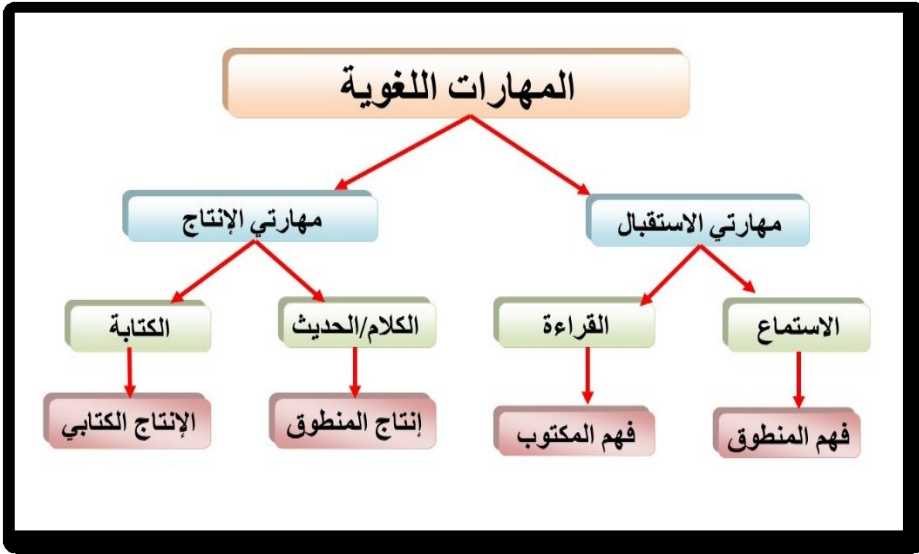 المهارات اللغوية
مهارتي الاستقبال
مهارتي الإنتاج
الاستماع
القراءة
الكلام/الحديث
الكتابة
فهم المنطوق
فهم المكتوب
إنتاج المنطوق
الإنتاج الكتابي